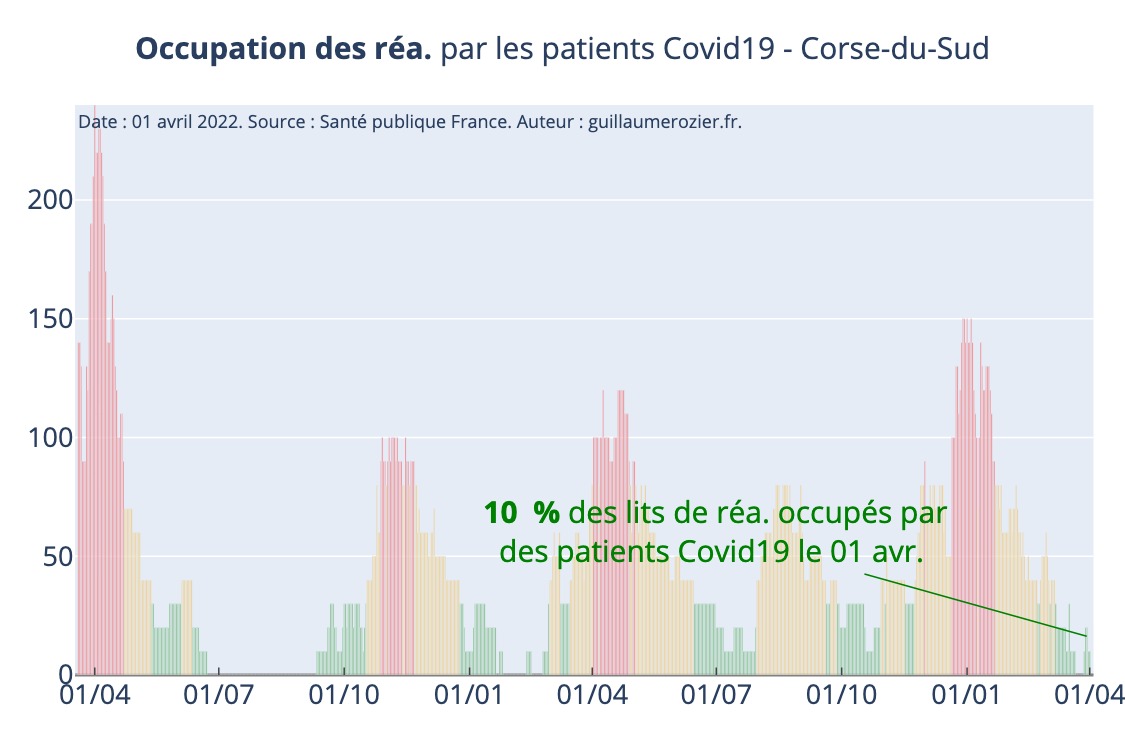 Occupation des réa. par les patients Covid19 - Corse-du-Sud
Date : 01 avril 2022. Source : Santé publique France. Auteur : guillaumerozier.fr.
200
150
100
10  % des lits de réa. occupés par
des patients Covid19 le 01 avr.
50
0
01/04 01/07 01/10 01/01 01/04 01/07 01/10 01/01 01/04